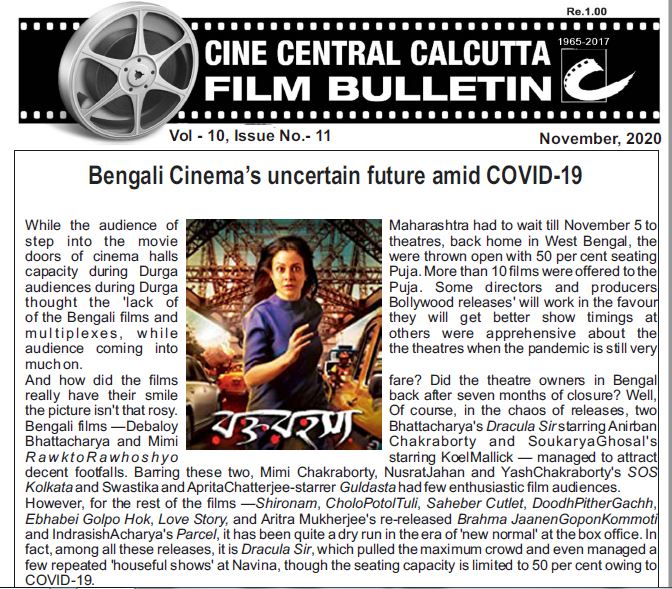 Re.1.00
CINE CENTRAL CALCUTTA
1965-2017
FILM BULLETIN
Vol - 10, Issue No.- 11
November, 2020
Bengali Cinema's uncertain future amid COVID-19
While the audience of Maharashtra had to wait till November 5 to
step into the movie theatres, back home in West Bengal, the
doors of cinema halls were thrown open with 50 per cent seating
capacity during Durga Puja. More than 10 films were offered to the
audiences during Durga Puja. Some directors and producers
thought the 'lack of Bollywood releases' will work in the favour
of the Bengali films and they will get better show timings at
multiplexes, while others were apprehensive about the
audience coming into the theatres when the pandemic is still very
much on.
And how did the films fare? Did the theatre owners in Bengal
really have their smile back after seven months of closure? Well,
the picture isn't that rosy. Of course, in the chaos of releases, two
Bengali films —Debaloy Bhattacharya's Dracula Sir starring Anirban
Bhattacharya and Mimi Chakraborty and SoukaryaGhosal's
RawktoRawhoshyo starring KoelMallick — managed to attract
decent footfalls. Barring these two, Mimi Chakraborty, NusratJahan and YashChakraborty's SOS
Kolkata and Swastika and ApritaChatterjee-starrer Guldasta had few enthusiastic film audiences.
However, for the rest of the films —Shironam, CholoPotolTuli, Saheber Cutlet, DoodhPitherGachh,
Ebhabei Golpo Hok, Love Story, and Aritra Mukherjee's re-released Brahma JaanenGoponKommoti
and IndrasishAcharya's Parcel, it has been quite a dry run in the era of 'new normal' at the box office. In
fact, among all these releases, it is Dracula Sir, which pulled the maximum crowd and even managed a
few repeated 'houseful shows' at Navina, though the seating capacity is limited to 50 per cent owing to
COVID-19.
রক্ত রহস্য